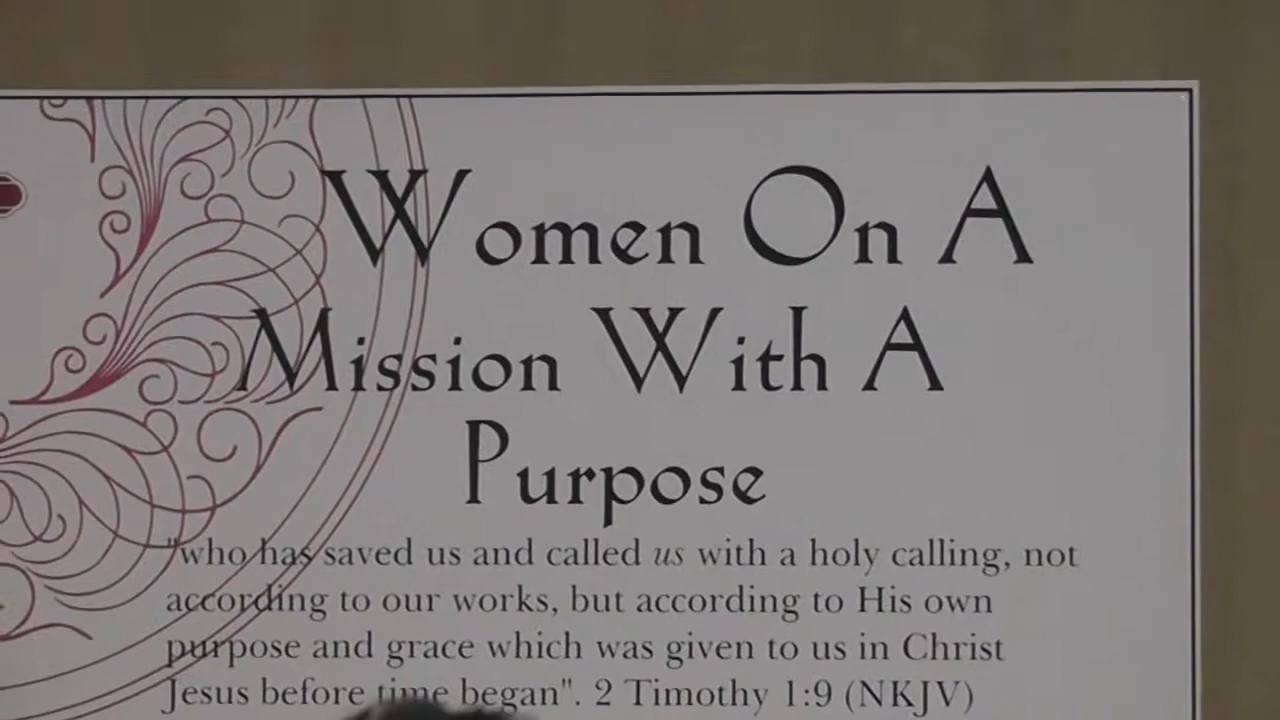 Women On A
Mission With A
Purpose
"who has saved us and called us with a holy calling, not
according to our works, but according to His own
purpose and grace which was given to us in Christ
Jesus before time began". 2 Timothy 1:9 (NKJV)